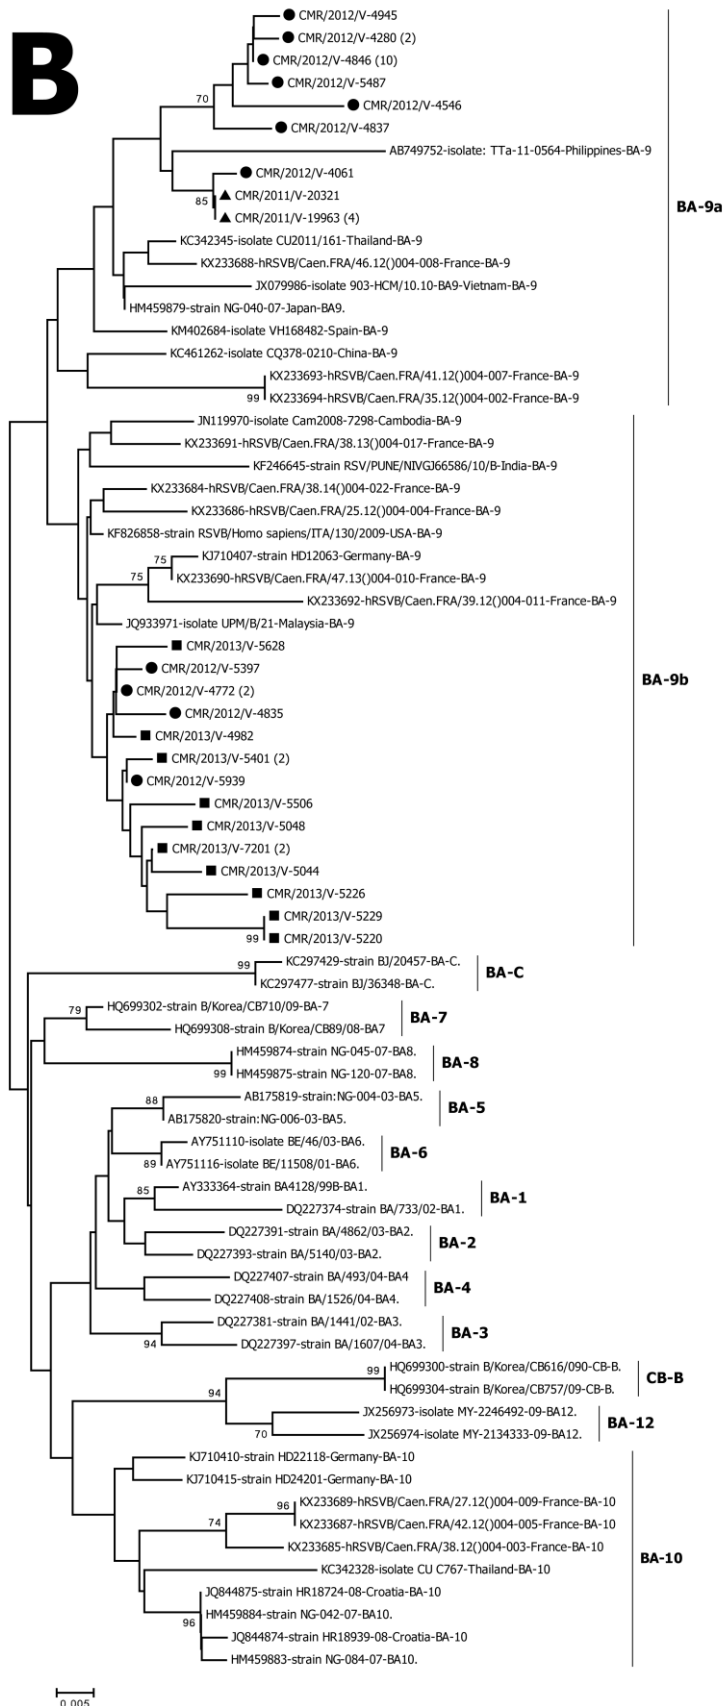 B
CMR/2012/V-4945
CMR/2012/V-4280 (2)
CMR/2012/V-4846 (10)
CMR/2012/V-5487
70
CMR/2012/V-4546
CMR/2012/V-4837
AB749752-isolate: TTa-11-0564-Philippines-BA-9
CMR/2012/V-4061
85
CMR/2011/V-20321
BA-9a
CMR/2011/V-19963 (4)
KC342345-isolate CU2011/161-Thailand-BA-9
KX233688-hRSVB/Caen.FRA/46.12()004-008-France-BA-9
JX079986-isolate 903-HCM/10.10-BA9-Vietnam-BA-9
HM459879-strain NG-040-07-Japan-BA9.
KM402684-isolate VH168482-Spain-BA-9
KC461262-isolate CQ378-0210-China-BA-9
KX233693-hRSVB/Caen.FRA/41.12()004-007-France-BA-9
99
KX233694-hRSVB/Caen.FRA/35.12()004-002-France-BA-9
JN119970-isolate Cam2008-7298-Cambodia-BA-9
KX233691-hRSVB/Caen.FRA/38.13()004-017-France-BA-9
KF246645-strain RSV/PUNE/NIVGJ66586/10/B-India-BA-9
KX233684-hRSVB/Caen.FRA/38.14()004-022-France-BA-9
KX233686-hRSVB/Caen.FRA/25.12()004-004-France-BA-9
KF826858-strain RSVB/Homo sapiens/ITA/130/2009-USA-BA-9
75
KJ710407-strain HD12063-Germany-BA-9
75
KX233690-hRSVB/Caen.FRA/47.13()004-010-France-BA-9
KX233692-hRSVB/Caen.FRA/39.12()004-011-France-BA-9
JQ933971-isolate UPM/B/21-Malaysia-BA-9
CMR/2013/V-5628
CMR/2012/V-5397
BA-9b
CMR/2012/V-4772 (2)
CMR/2012/V-4835
CMR/2013/V-4982
CMR/2013/V-5401 (2)
CMR/2012/V-5939
CMR/2013/V-5506
CMR/2013/V-5048
CMR/2013/V-7201 (2)
CMR/2013/V-5044
CMR/2013/V-5226
CMR/2013/V-5229
99
CMR/2013/V-5220
99
KC297429-strain BJ/20457-BA-C.
BA-C
KC297477-strain BJ/36348-BA-C.
79
HQ699302-strain B/Korea/CB710/09-BA-7
BA-7
HQ699308-strain B/Korea/CB89/08-BA7
HM459874-strain NG-045-07-BA8.
BA-8
99
HM459875-strain NG-120-07-BA8.
88
AB175819-strain:NG-004-03-BA5.
BA-5
AB175820-strain:NG-006-03-BA5.
AY751110-isolate BE/46/03-BA6.
BA-6
89
AY751116-isolate BE/11508/01-BA6.
85
AY333364-strain BA4128/99B-BA1.
BA-1
DQ227374-strain BA/733/02-BA1.
DQ227391-strain BA/4862/03-BA2.
BA-2
DQ227393-strain BA/5140/03-BA2.
DQ227407-strain BA/493/04-BA4
BA-4
DQ227408-strain BA/1526/04-BA4.
DQ227381-strain BA/1441/02-BA3.
BA-3
94
DQ227397-strain BA/1607/04-BA3.
99
HQ699300-strain B/Korea/CB616/090-CB-B.
CB-B
94
HQ699304-strain B/Korea/CB757/09-CB-B.
JX256973-isolate MY-2246492-09-BA12.
BA-12
70
JX256974-isolate MY-2134333-09-BA12.
KJ710410-strain HD22118-Germany-BA-10
KJ710415-strain HD24201-Germany-BA-10
96
KX233689-hRSVB/Caen.FRA/27.12()004-009-France-BA-10
74
KX233687-hRSVB/Caen.FRA/42.12()004-005-France-BA-10
KX233685-hRSVB/Caen.FRA/38.12()004-003-France-BA-10
BA-10
KC342328-isolate CU C767-Thailand-BA-10
JQ844875-strain HR18724-08-Croatia-BA-10
HM459884-strain NG-042-07-BA10.
96
JQ844874-strain HR18939-08-Croatia-BA-10
HM459883-strain NG-084-07-BA10.
0.005